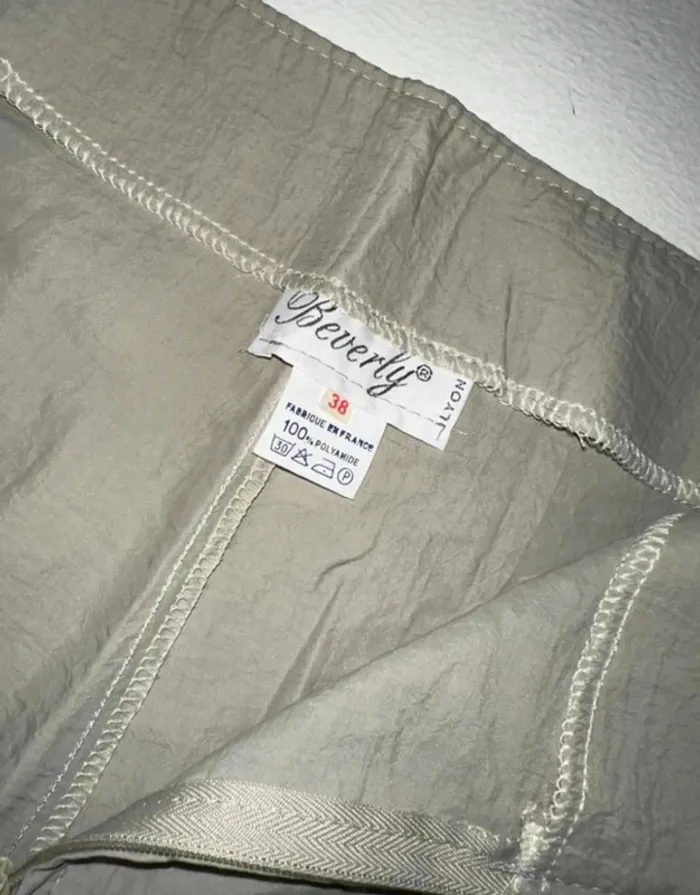 Beverly®
LYON
38
FABRIQUE EN FRANCE
100% POLYAMIDE
30 P